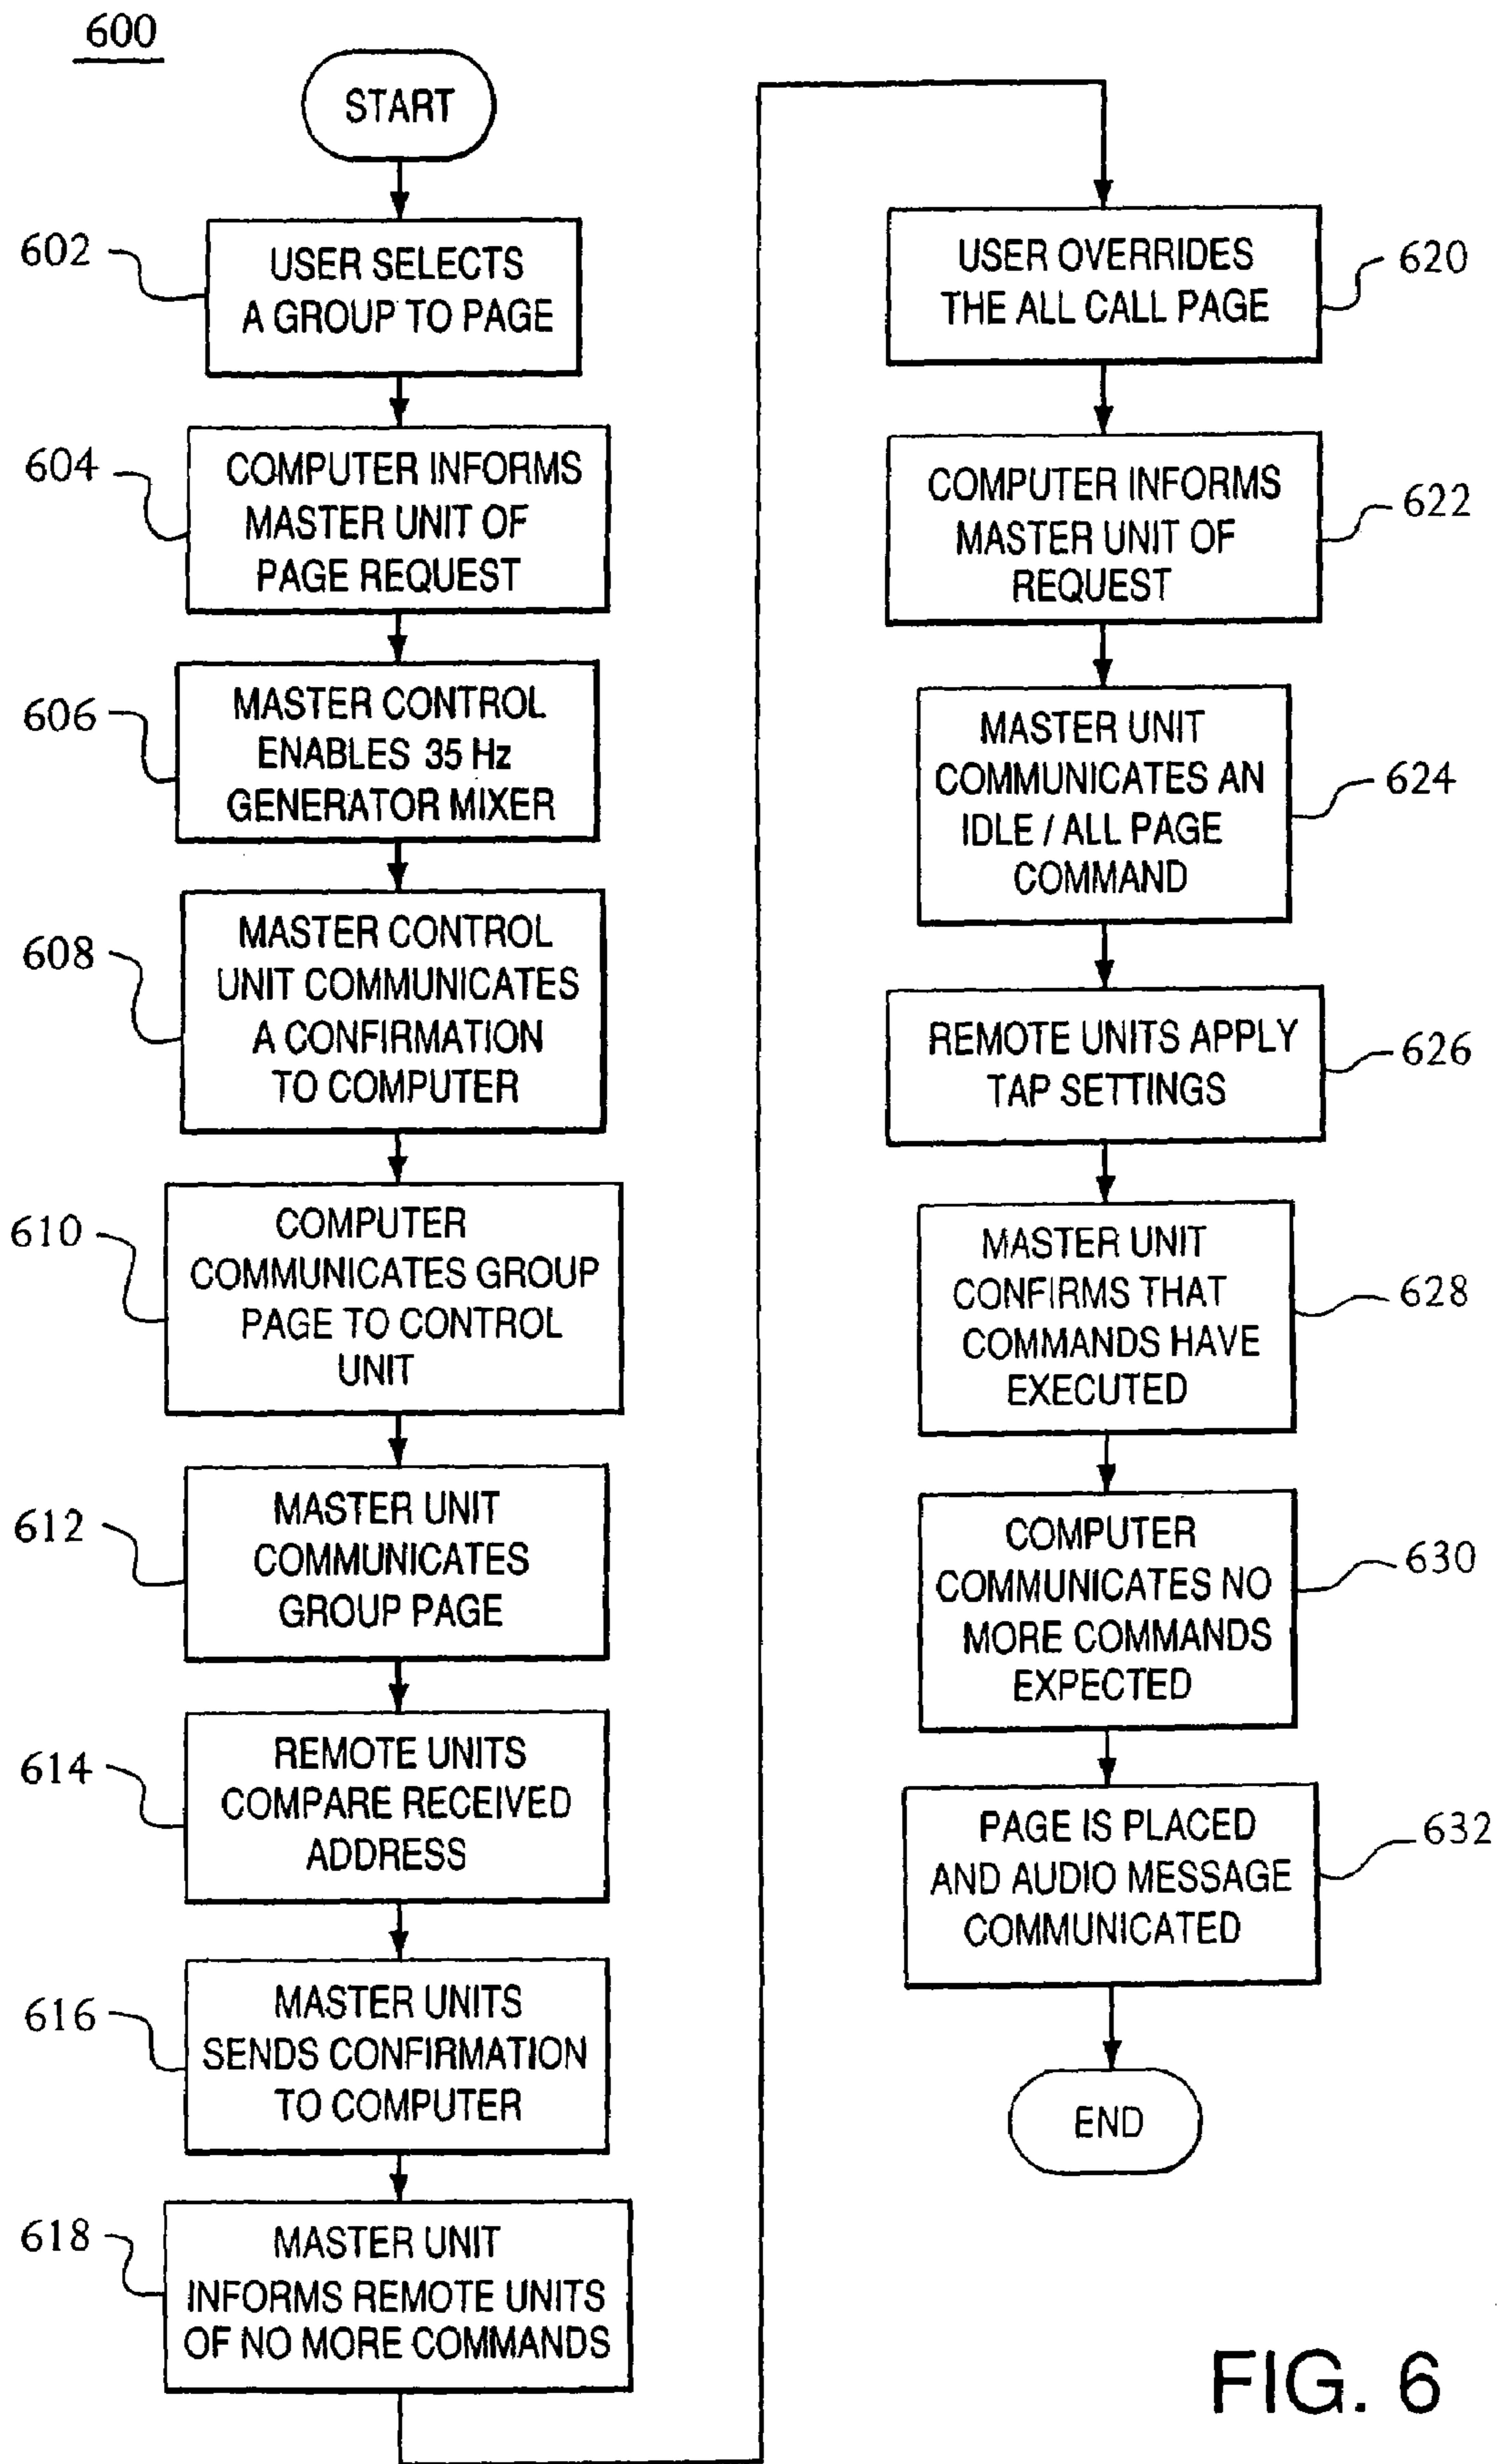 600
START
602
USER SELECTS
A GROUP TO PAGE
604
COMPUTER INFORMS
MASTER UNIT OF
PAGE REQUEST
606
MASTER CONTROL
ENABLES 35 Hz
GENERATOR MIXER
608
MASTER CONTROL
UNIT COMMUNICATES
A CONFIRMATION
TO COMPUTER
610
COMPUTER
COMMUNICATES GROUP
PAGE TO CONTROL
UNIT
612
MASTER UNIT
COMMUNICATES
GROUP PAGE
614
REMOTE UNITS
COMPARE RECEIVED
ADDRESS
616
MASTER UNITS
SENDS CONFIRMATION
TO COMPUTER
618
MASTER UNIT
INFORMS REMOTE UNITS
OF NO MORE COMMANDS
USER OVERRIDES
THE ALL CALL PAGE
620
COMPUTER INFORMS
MASTER UNIT OF
REQUEST
622
MASTER UNIT
COMMUNICATES AN
IDLE / ALL PAGE
COMMAND
624
REMOTE UNITS APPLY
TAP SETTINGS
626
MASTER UNIT
CONFIRMS THAT
COMMANDS HAVE
EXECUTED
628
COMPUTER
COMMUNICATES NO
MORE COMMANDS
EXPECTED
630
PAGE IS PLACED
AND AUDIO MESSAGE
COMMUNICATED
632
END
FIG. 6